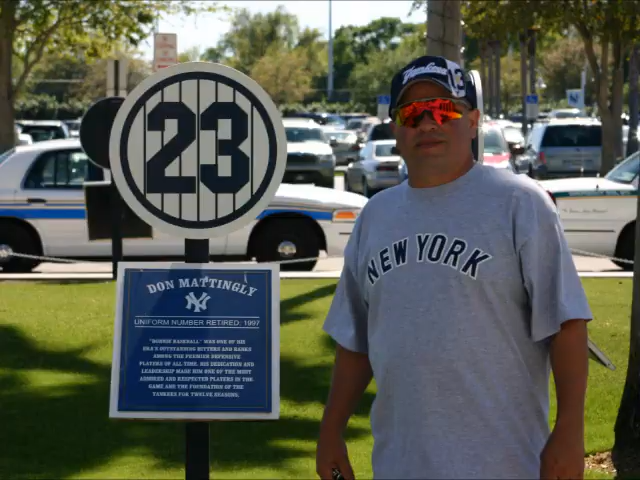 23
DON MATTINGLY
NY
UNIFORM NUMBER RETIRED: 1997
"DONNIE BASEBALL" WAS ONE OF HIS
ERA'S OUTSTANDING HITTERS AND RANKS
AMONG THE PREMIER DEFENSIVE
PLAYERS OF ALL TIME. HIS DEDICATION AND
LEADERSHIP MADE HIM ONE OF THE MOST
ADMIRED AND RESPECTED PLAYERS IN THE
GAME AND THE FOUNDATION OF THE
YANKEES FOR TWELVE SEASONS.
Yankees
NEW YORK